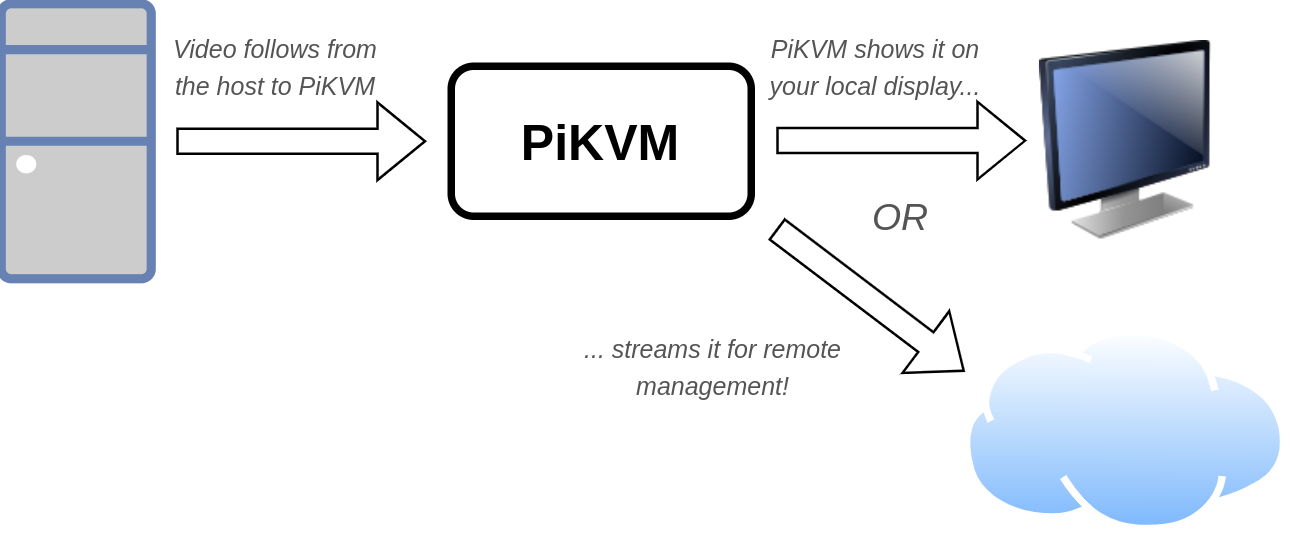 Video follows from
the host to PiKVM
PiKVM
PiKVM shows it on
your local display...
OR
... streams it for remote
management!